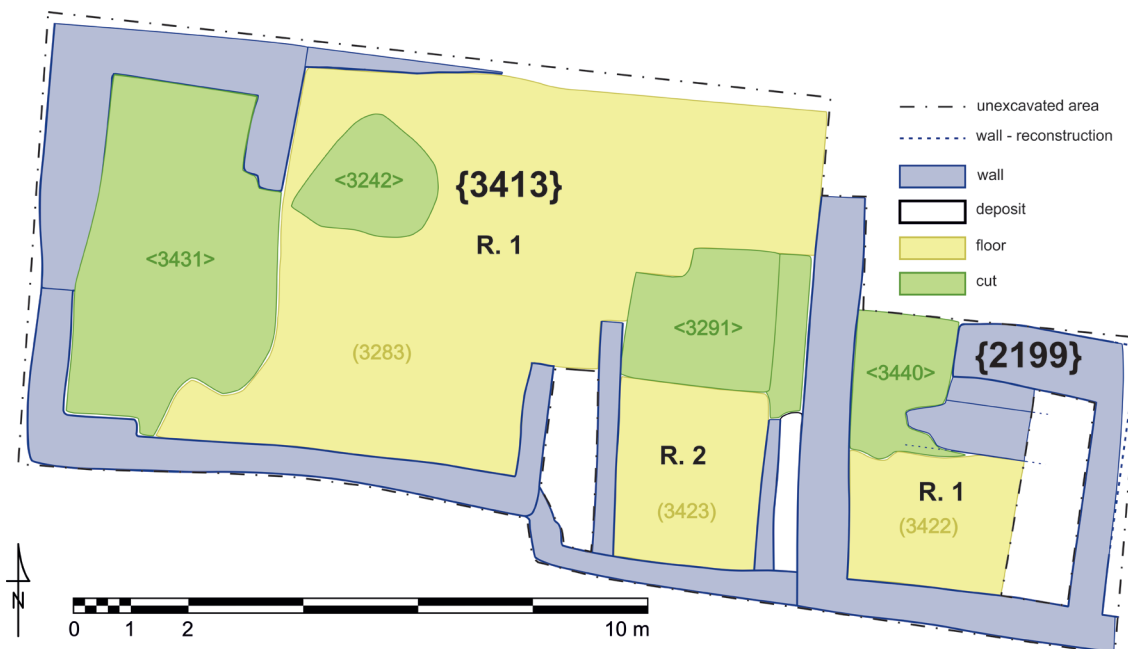 unexcavated area
wall - reconstruction
wall
deposit
floor
cut
<3242>
{3413}
R. 1
<3431>
<3291>
(3283)
{2199}
<3440>
R. 2
(3423)
R. 1
(3422)
N
0 1 2 10 m